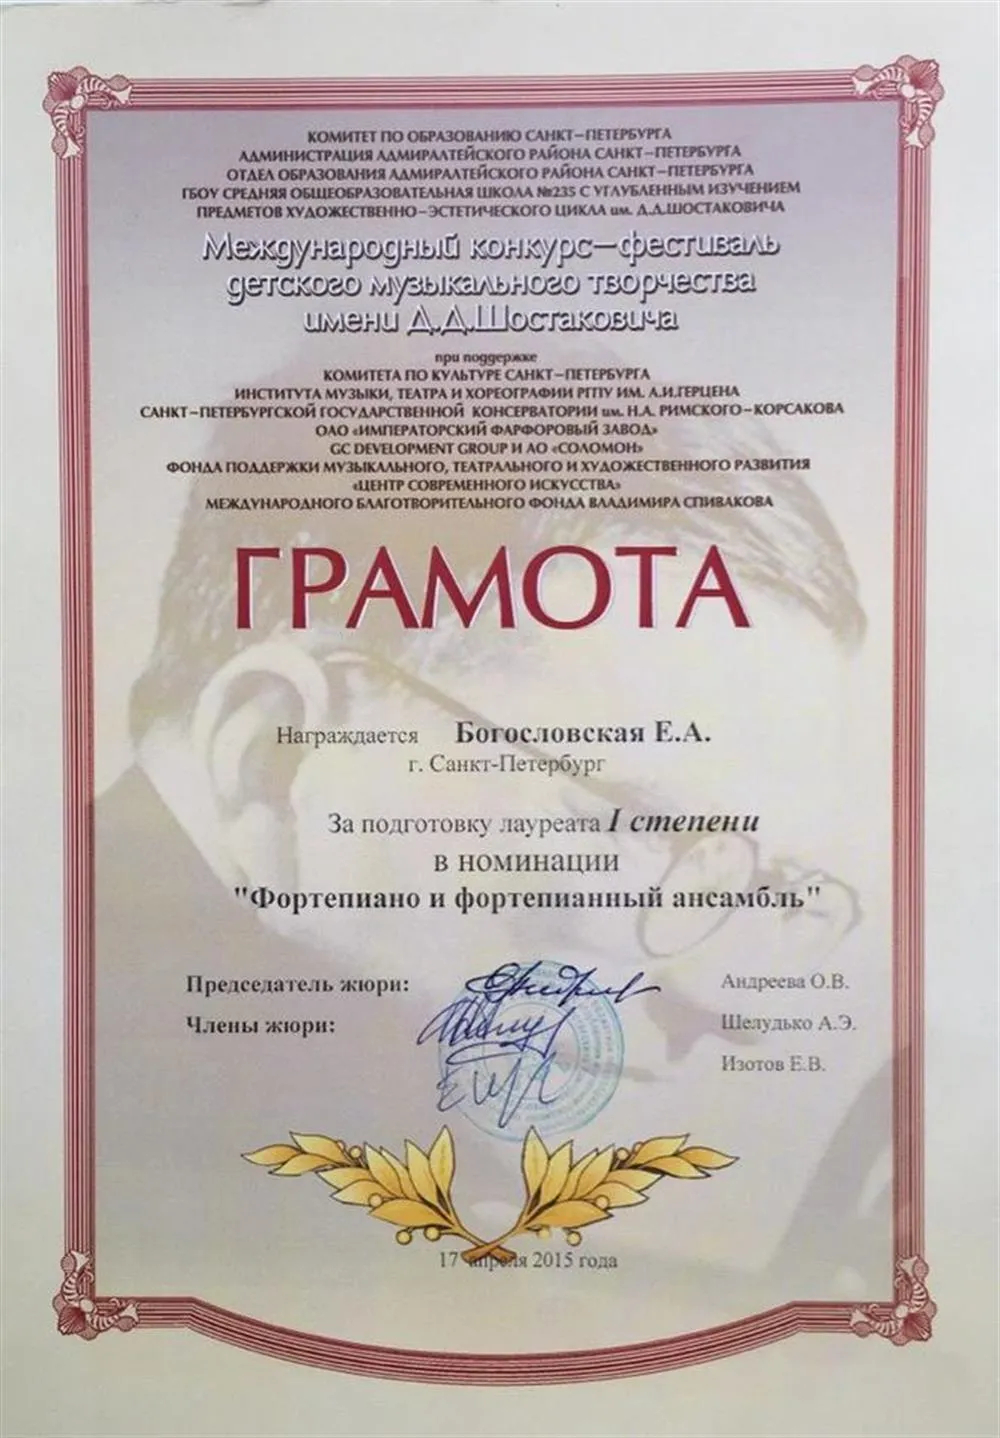 КОМИТЕТ ПО ОБРАЗОВАНИЮ САНКТ-ПЕТЕРБУРГА
АДМИНИСТРАЦИЯ АДМИРАЛТЕЙСКОГО РАЙОНА САНКТ-ПЕТЕРБУРГА
ОТДЕЛ ОБРАЗОВАНИЯ АДМИРАЛТЕЙСКОГО РАЙОНА САНКТ-ПЕТЕРБУРГА
ГБОУ СРЕДНЯЯ ОБЩЕОБРАЗОВАТЕЛЬНАЯ ШКОЛА №235 С УГЛУБЛЕННЫМ ИЗУЧЕНИЕМ
ПРЕДМЕТОВ ХУДОЖЕСТВЕННО-ЭСТЕТИЧЕСКОГО ЦИКЛА им. Д.Д.ШОСТАКОВИЧА
Международный конкурс-фестиваль
детского музыкального творчества
имени Д.Д.Шостаковича
при поддержке
КОМИТЕТА ПО КУЛЬТУРЕ САНКТ-ПЕТЕРБУРГА
ИНСТИТУТА МУЗЫКИ, ТЕАТРА И ХОРЕОГРАФИИ РГПУ ИМ. А.И.ГЕРЦЕНА
САНКТ-ПЕТЕРБУРГСКОЙ ГОСУДАРСТВЕННОЙ КОНСЕРВАТОРИИ им. Н.А. РИМСКОГО-КОРСАКОВА
ОАО «ИМПЕРАТОРСКИЙ ФАРФОРОВЫЙ ЗАВОД»
GC DEVELOPMENT GROUP И АО «СОЛОМОН»
ФОНДА ПОДДЕРЖКИ МУЗЫКАЛЬНОГО, ТЕАТРАЛЬНОГО И ХУДОЖЕСТВЕННОГО РАЗВИТИЯ
«ЦЕНТР СОВРЕМЕННОГО ИСКУССТВА»
МЕЖДУНАРОДНОГО БЛАГОТВОРИТЕЛЬНОГО ФОНДА ВЛАДИМИРА СПИВАКОВА
ГРАМОТА
Награждается Богословская Е.А.
г. Санкт-Петербург
За подготовку лауреата I степени
в номинации
"Фортепиано и фортепианный ансамбль"
Председатель жюри: Андреева О.В.
Члены жюри: Шелудько А.Э.
Изотов Е.В.
17 апреля 2015 года